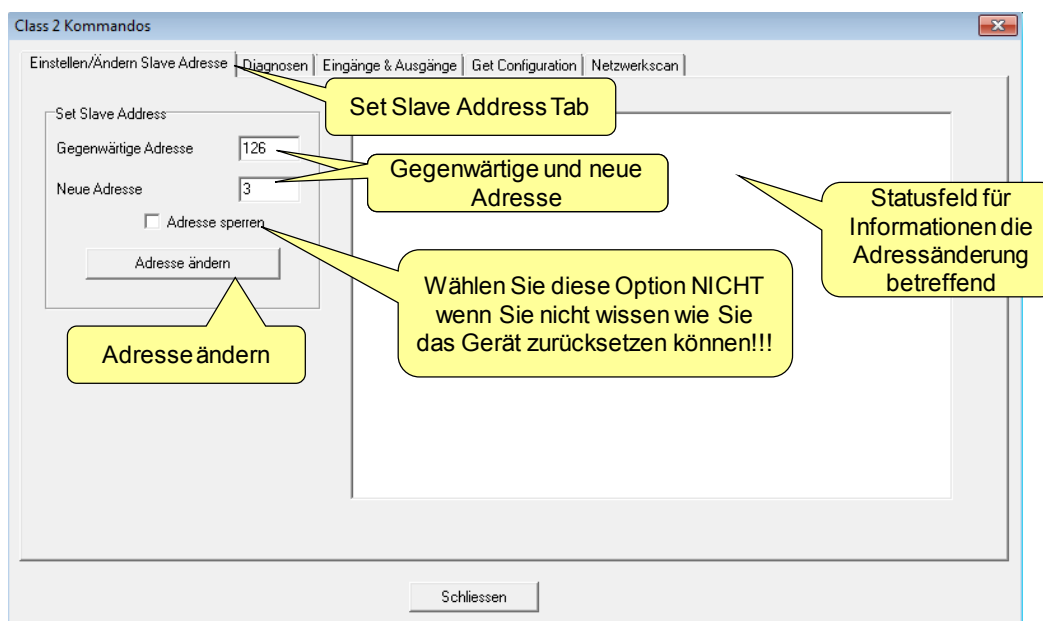 Class 2 Kommandos
Einstellen/Ändern Slave Adresse
Diagnosen
Eingänge & Ausgänge
Get Configuration
Netzwerkscan
Set Slave Address Tab
Set Slave Address
Gegenwärtige Adresse
126
Gegenwärtige und neue
Adresse
Neue Adresse
3
Statusfeld für
Informationen die
Adressänderung
betreffend
Adresse sperren
Adresse ändern
Wählen Sie diese Option NICHT
wenn Sie nicht wissen wie Sie
das Gerät zurücksetzen können!!!
Adresse ändern
Schliessen